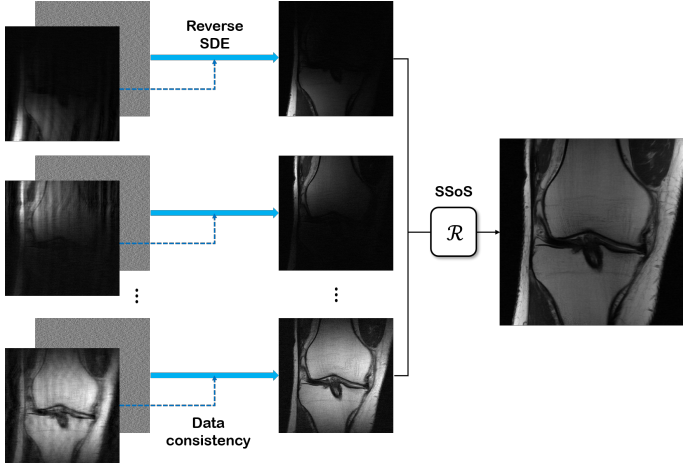 Reverse
SDE
SSoS
ℛ
Data
consistency